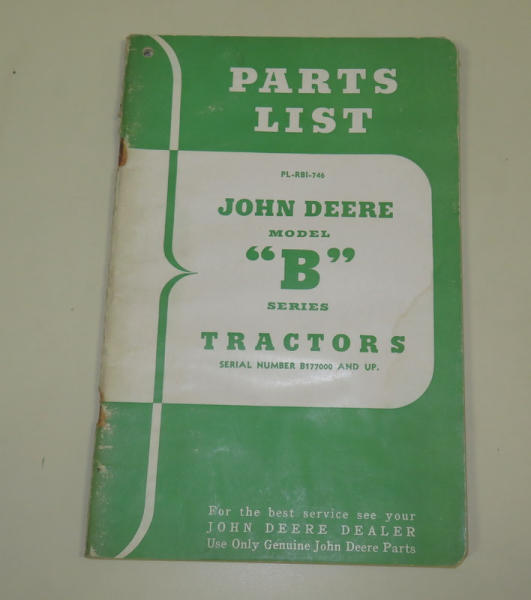 PARTS
LIST
PL-RBI-746
JOHN DEERE
MODEL
“B”
SERIES
TRACTORS
SERIAL NUMBER B177000 AND UP.
For the best service see your
JOHN DEERE DEALER
Use Only Genuine John Deere Parts